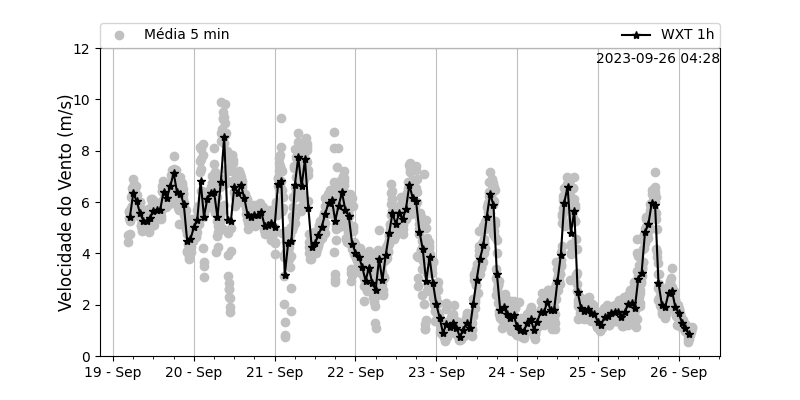 Média 5 min
WXT 1h
2023-09-26 04:28
Velocidade do Vento (m/s)
12
10
8
6
4
2
0
19 - Sep
20 - Sep
21 - Sep
22 - Sep
23 - Sep
24 - Sep
25 - Sep
26 - Sep